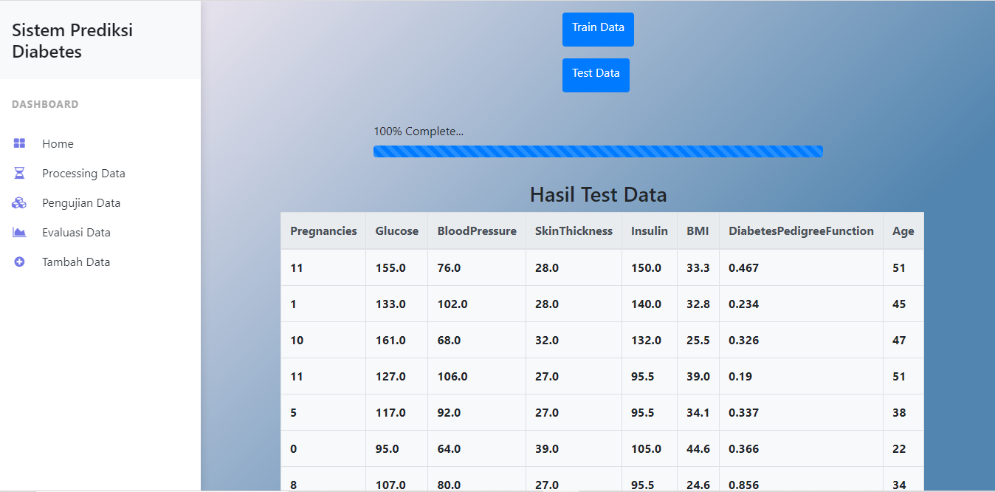 Sistem Prediksi
Diabetes
DASHBOARD
Home
Processing Data
Pengujian Data
Evaluasi Data
Tambah Data
Train Data
Test Data
100% Complete...
Hasil Test Data
Pregnancies Glucose BloodPressure SkinThickness Insulin BMI DiabetesPedigreeFunction Age
11 155.0 76.0 28.0 150.0 33.3 0.467 51
1 133.0 102.0 28.0 140.0 32.8 0.234 45
10 161.0 68.0 32.0 132.0 25.5 0.326 47
11 127.0 106.0 27.0 95.5 39.0 0.19 51
5 117.0 92.0 27.0 95.5 34.1 0.337 38
0 95.0 64.0 39.0 105.0 44.6 0.366 22
8 107.0 80.0 27.0 95.5 24.6 0.856 34